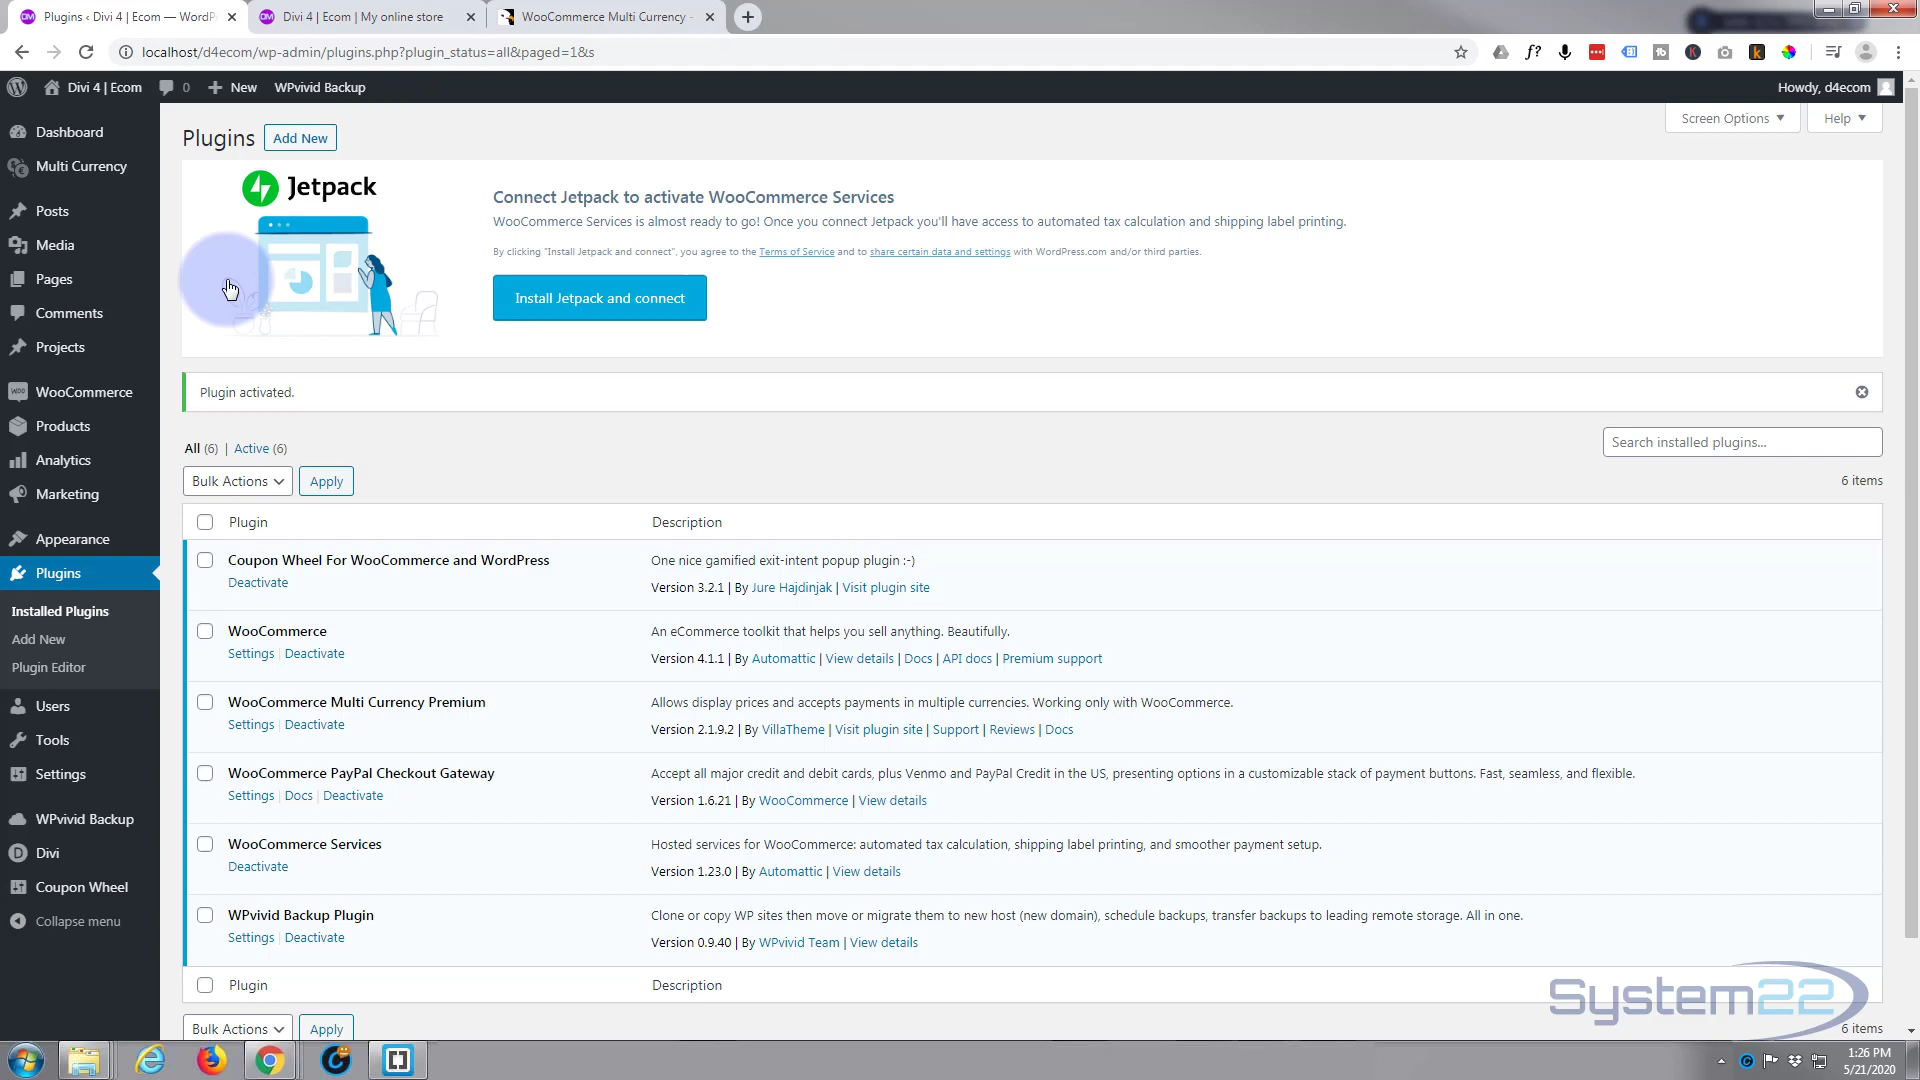 Plugins ‹ Divi 4 | Ecom — WordPr
Divi 4 | Ecom | My online store
WooCommerce Multi Currency -
localhost/d4ecom/wp-admin/plugins.php?plugin_status=all&paged=1&s
Divi 4 | Ecom
0
New
WPvivid Backup
Howdy, d4ecom
Dashboard
Multi Currency
Posts
Media
Pages
Comments
Projects
WooCommerce
Products
Analytics
Marketing
Appearance
Plugins
Installed Plugins
Add New
Plugin Editor
Users
Tools
Settings
WPvivid Backup
Divi
Coupon Wheel
Collapse menu
Screen Options
Help
Plugins
Add New
Jetpack
Connect Jetpack to activate WooCommerce Services
WooCommerce Services is almost ready to go! Once you connect Jetpack you'll have access to automated tax calculation and shipping label printing.
By clicking "Install Jetpack and connect", you agree to the Terms of Service and to share certain data and settings with WordPress.com and/or third parties.
Install Jetpack and connect
Plugin activated.
All (6) | Active (6)
Search installed plugins...
Bulk Actions
Apply
6 items
Plugin
Description
Coupon Wheel For WooCommerce and WordPress
Deactivate
One nice gamified exit-intent popup plugin :-)
Version 3.2.1 | By Jure Hajdinjak | Visit plugin site
WooCommerce
Settings | Deactivate
An eCommerce toolkit that helps you sell anything. Beautifully.
Version 4.1.1 | By Automattic | View details | Docs | API docs | Premium support
WooCommerce Multi Currency Premium
Settings | Deactivate
Allows display prices and accepts payments in multiple currencies. Working only with WooCommerce.
Version 2.1.9.2 | By VillaTheme | Visit plugin site | Support | Reviews | Docs
WooCommerce PayPal Checkout Gateway
Settings | Docs | Deactivate
Accept all major credit and debit cards, plus Venmo and PayPal Credit in the US, presenting options in a customizable stack of payment buttons. Fast, seamless, and flexible.
Version 1.6.21 | By WooCommerce | View details
WooCommerce Services
Deactivate
Hosted services for WooCommerce: automated tax calculation, shipping label printing, and smoother payment setup.
Version 1.23.0 | By Automattic | View details
WPvivid Backup Plugin
Settings | Deactivate
Clone or copy WP sites then move or migrate them to new host (new domain), schedule backups, transfer backups to leading remote storage. All in one.
Version 0.9.40 | By WPvivid Team | View details
Plugin
Description
Bulk Actions
Apply
6 items
System22
1:26 PM
5/21/2020